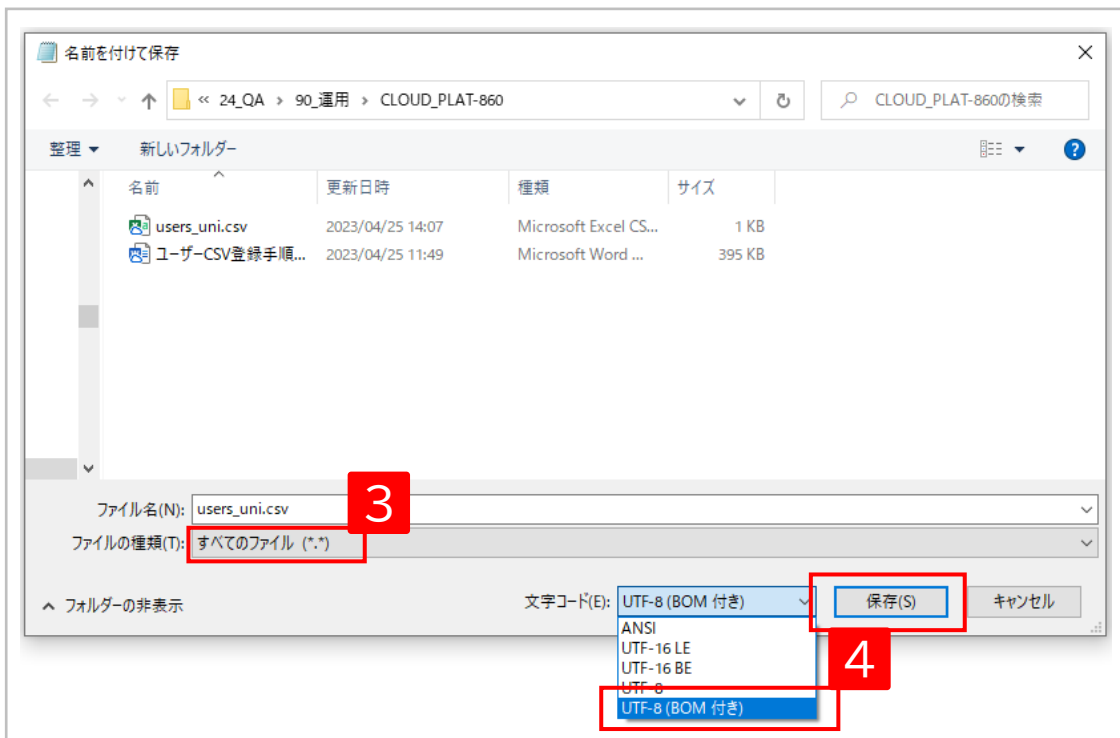 名前を付けて保存
« 24_QA › 90_運用 › CLOUD_PLAT-860
CLOUD_PLAT-860の検索
整理 新しいフォルダー
名前 更新日時 種類 サイズ
users_uni.csv 2023/04/25 14:07 Microsoft Excel CS... 1 KB
ユーザーCSV登録手順... 2023/04/25 11:49 Microsoft Word ... 395 KB
3
ファイル名(N): users_uni.csv
ファイルの種類(T): すべてのファイル (*.*)
フォルダーの非表示
文字コード(E): UTF-8 (BOM 付き) 保存(S) キャンセル
ANSI
UTF-16 LE
UTF-16 BE
UTF-8
UTF-8 (BOM 付き)
4